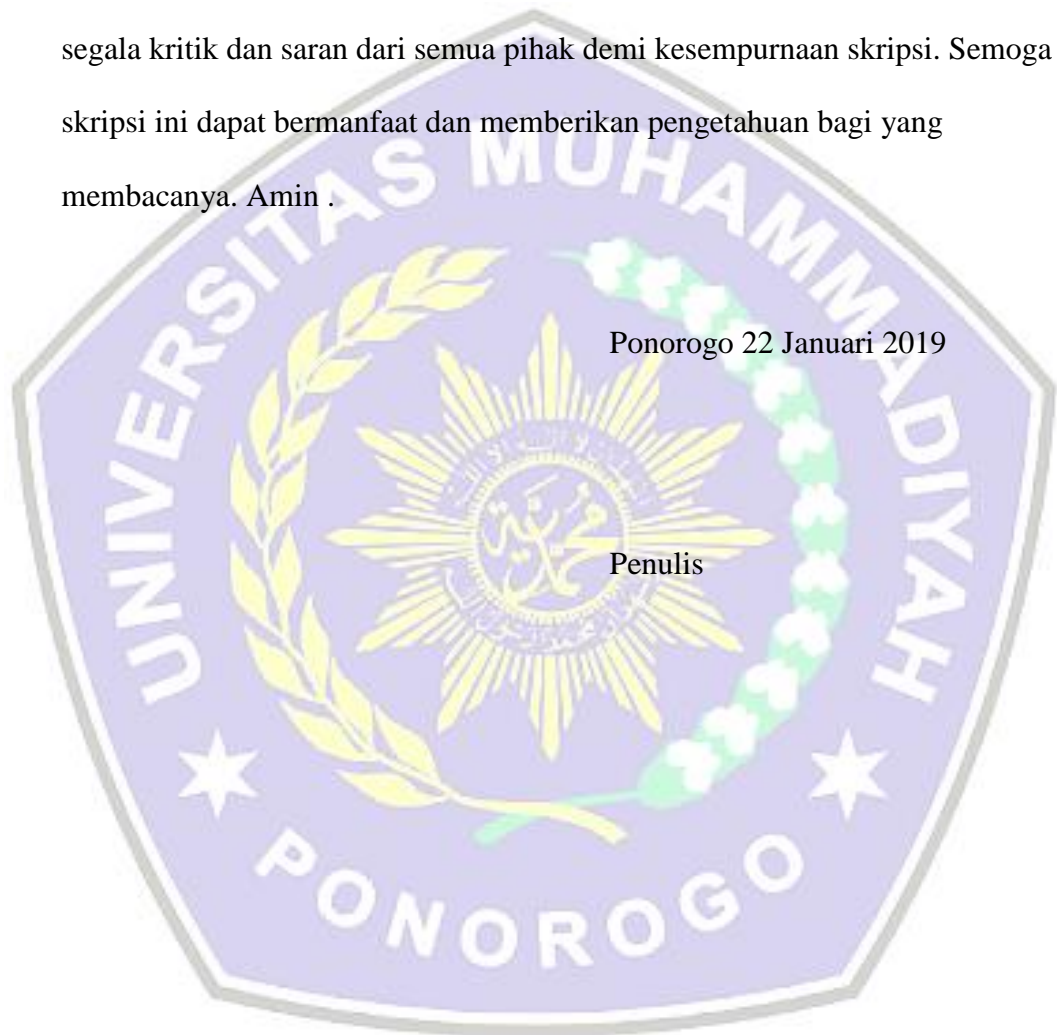 segala kritik dan saran dari semua pihak demi kesempurnaan skripsi. Semoga
skripsi ini dapat bermanfaat dan memberikan pengetahuan bagi yang
membacanya. Amin .
UNIVERSITAS MUHAMMADIYAH
Ponorogo 22 Januari 2019
Penulis
PONOROGO